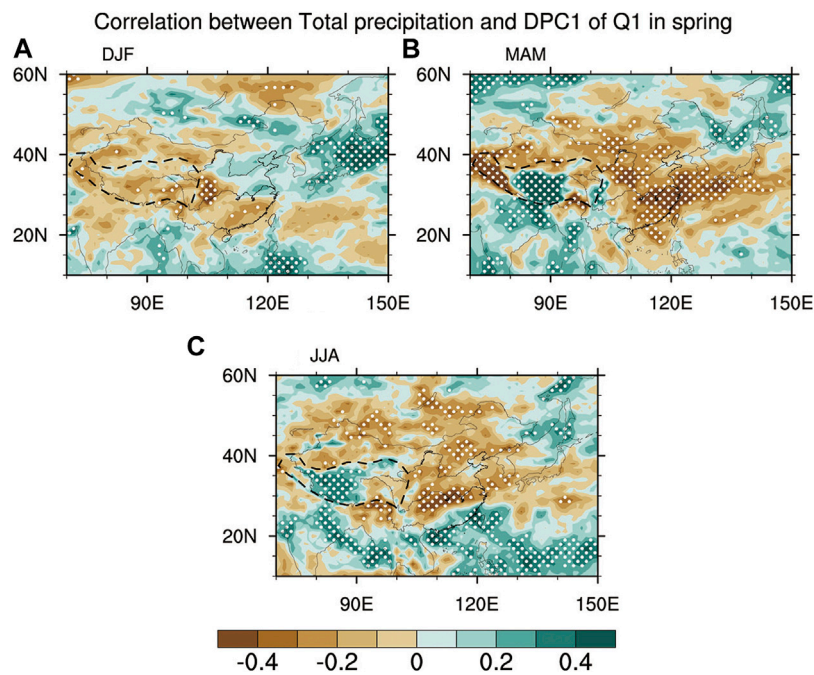 Correlation between Total precipitation and DPC1 of Q1 in spring
A
DJF
60N
40N
20N
90E 120E 150E
B
MAM
60N
40N
20N
90E 120E 150E
C
JJA
60N
40N
20N
90E 120E 150E
-0.4 -0.2 0 0.2 0.4